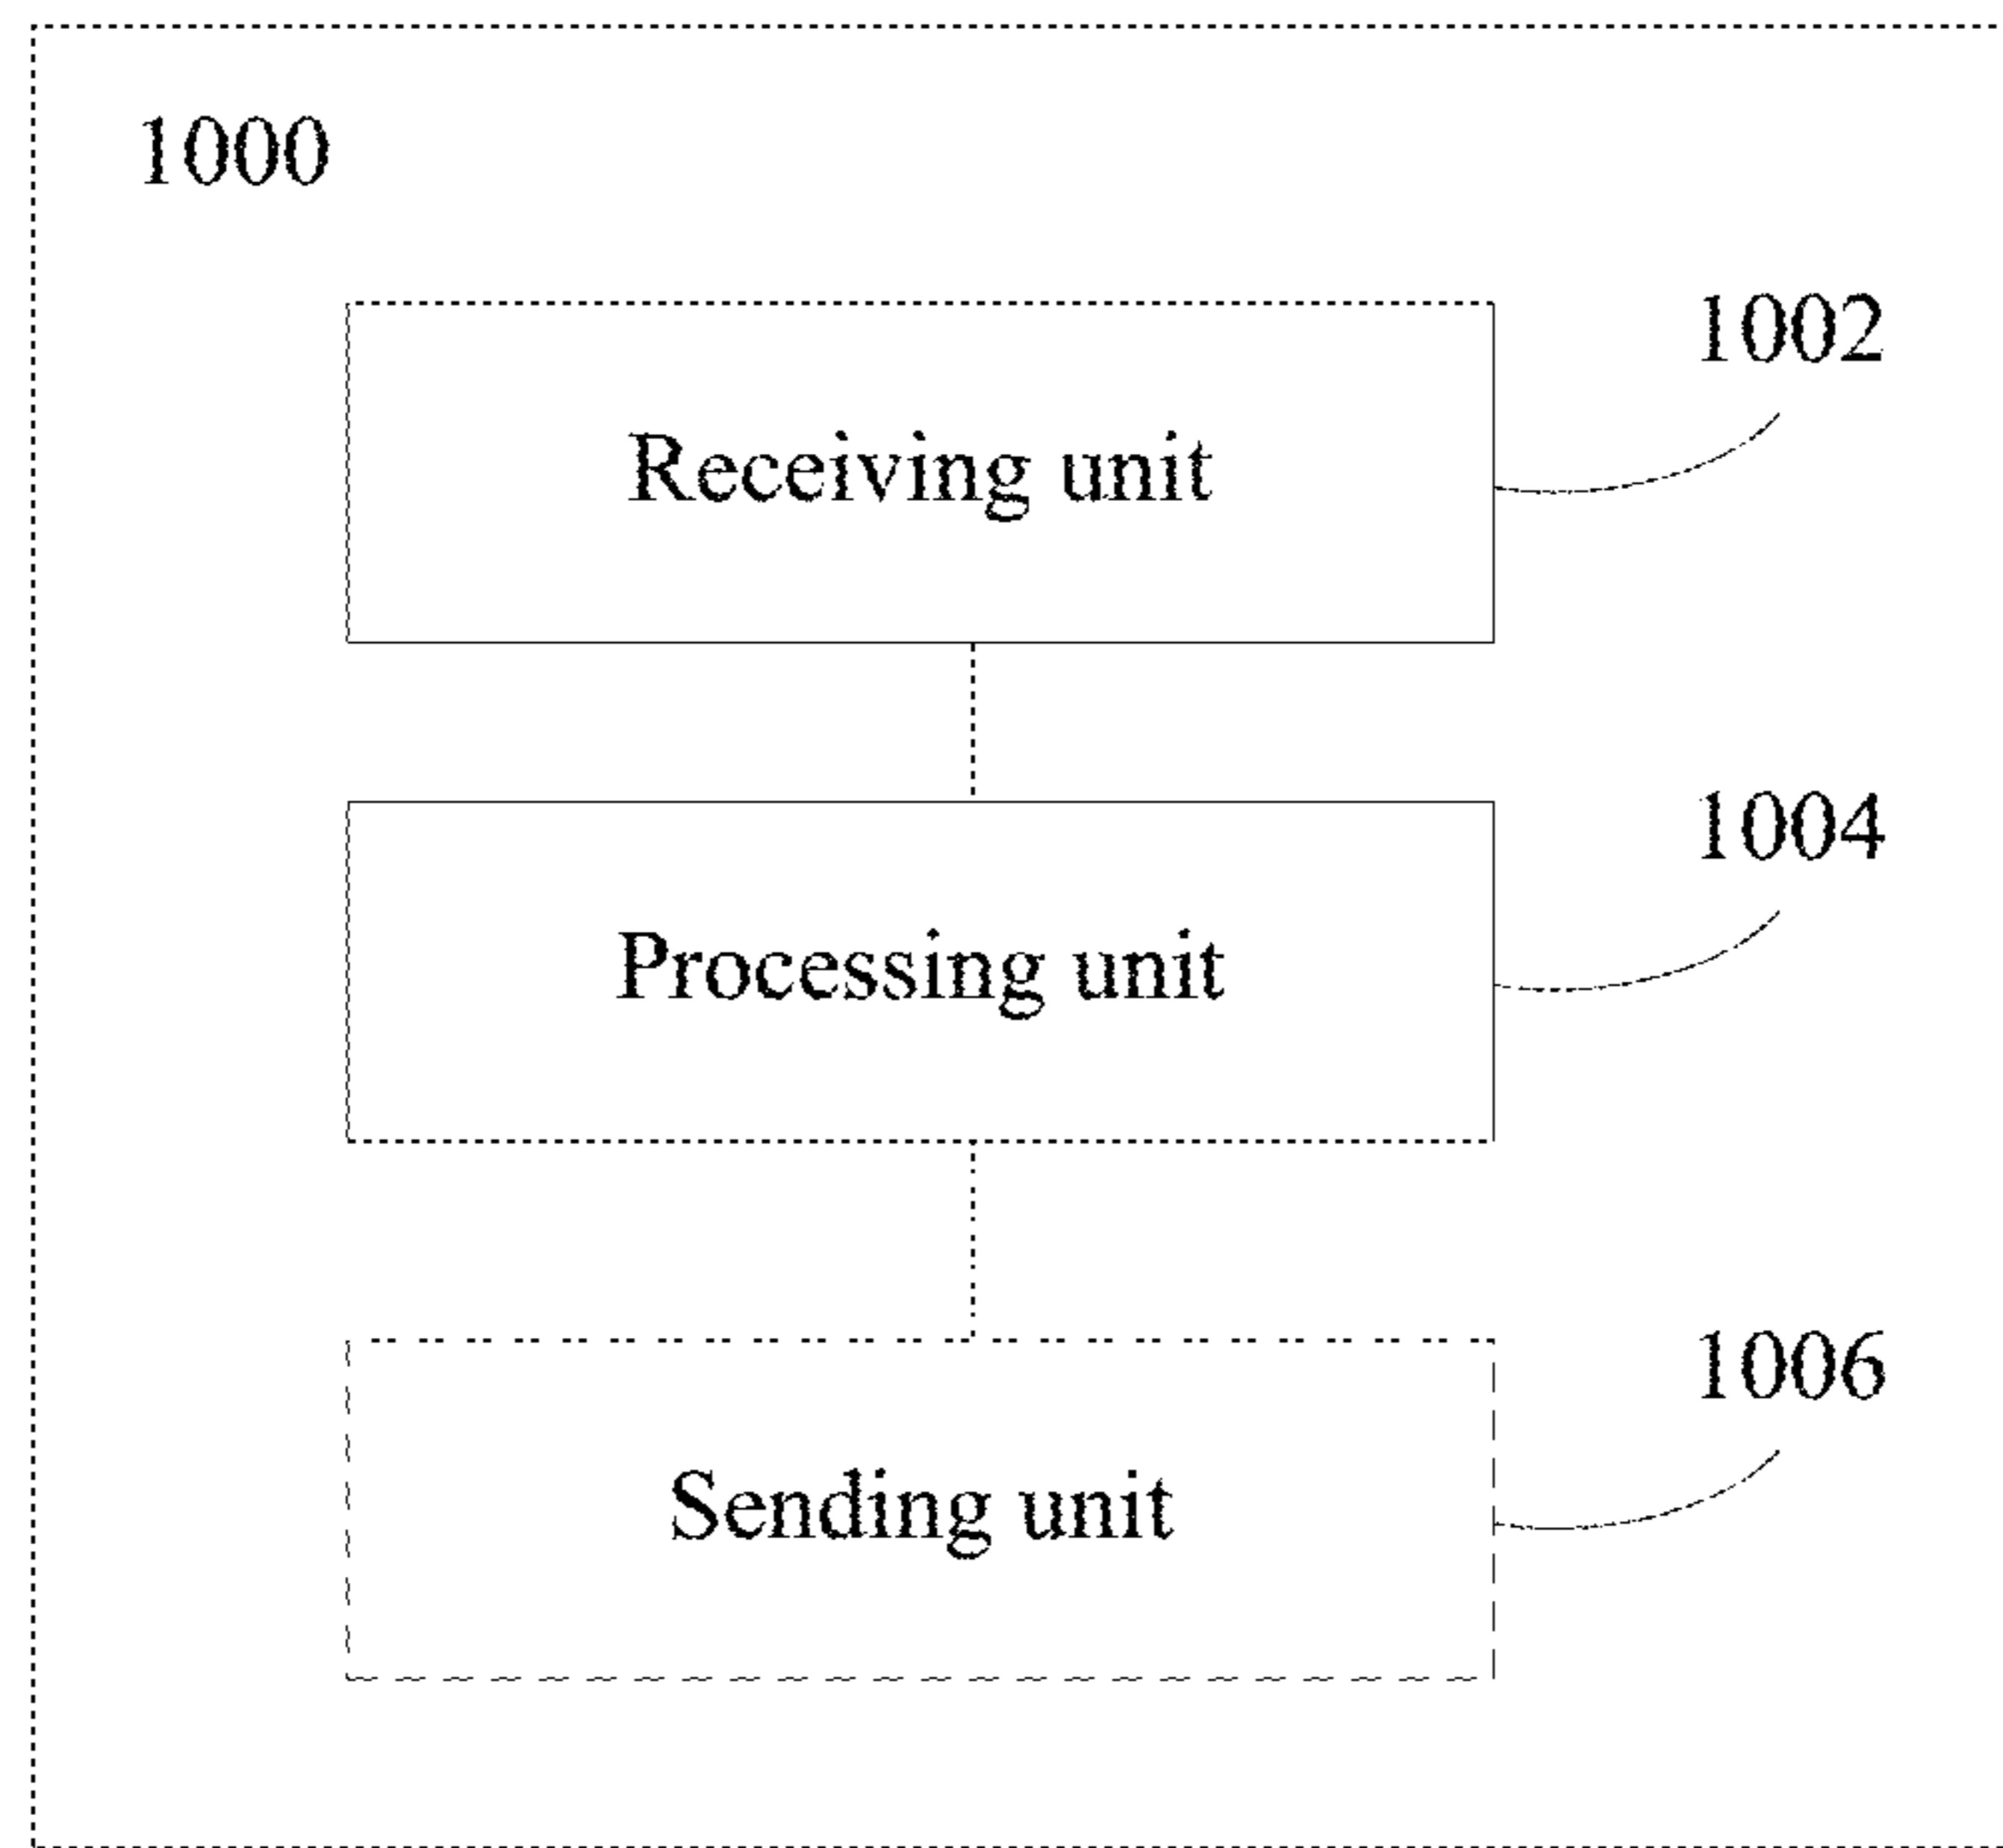 1000
1002
Receiving unit
1004
Processing unit
1006
Sending unit